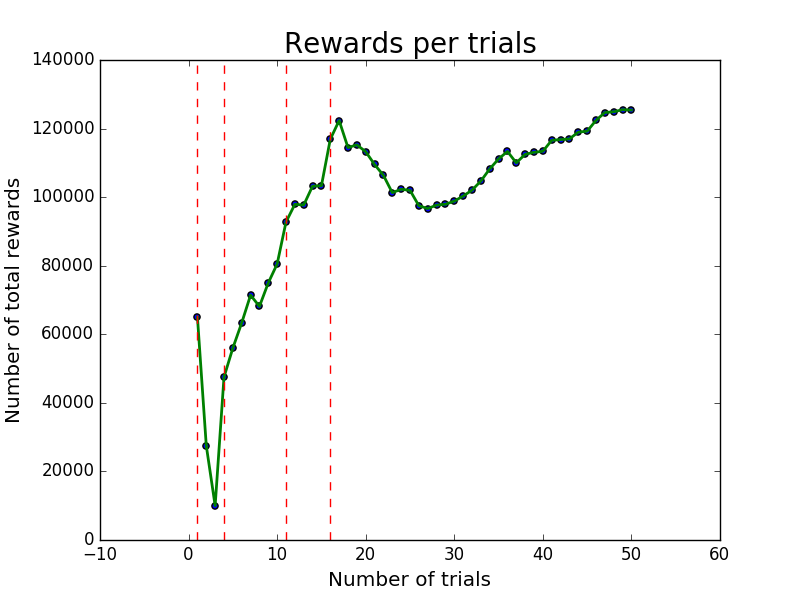 Rewards per trials
140000
120000
100000
80000
60000
40000
20000
0
Number of total rewards
−10 0 10 20 30 40 50 60
Number of trials